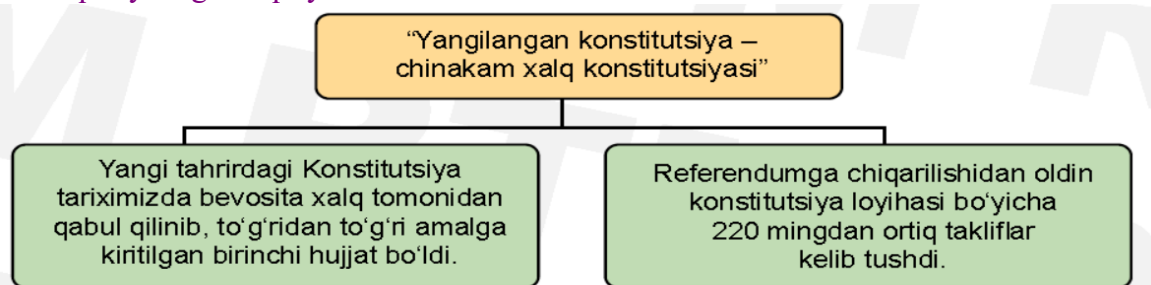 “Yangilangan konstitutsiya –
chinakam xalq konstitutsiyasi”
Yangi tahrirdagi Konstitutsiya
tariximizda bevosita xalq tomonidan
qabul qilinib, to‘g‘ridan to‘g‘ri amalga
kiritilgan birinchi hujjat bo‘ldi.
Referendumga chiqarilishidan oldin
konstitutsiya loyihasi bo‘yicha
220 mingdan ortiq takliflar
kelib tushdi.